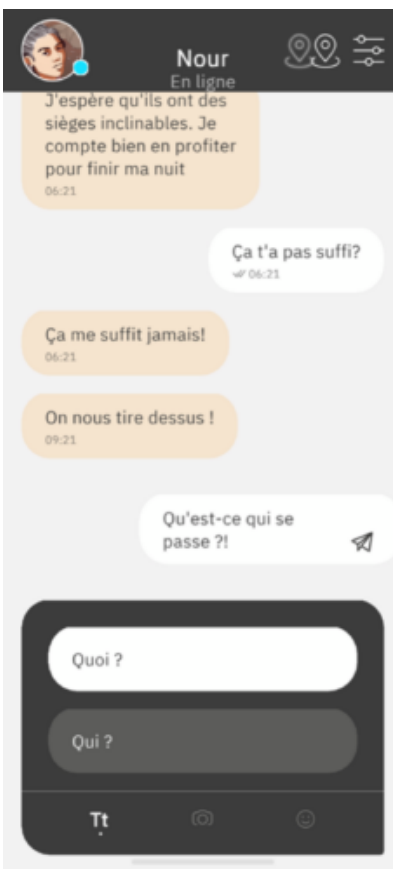 Nour
En ligne
J'espère qu'ils ont des
sièges inclinables. Je
compte bien en profiter
pour finir ma nuit
06:21
Ça t'a pas suffi?
06:21
Ça me suffit jamais!
06:21
On nous tire dessus !
09:21
Qu'est-ce qui se
passe ?!
Quoi ?
Qui ?
Tt